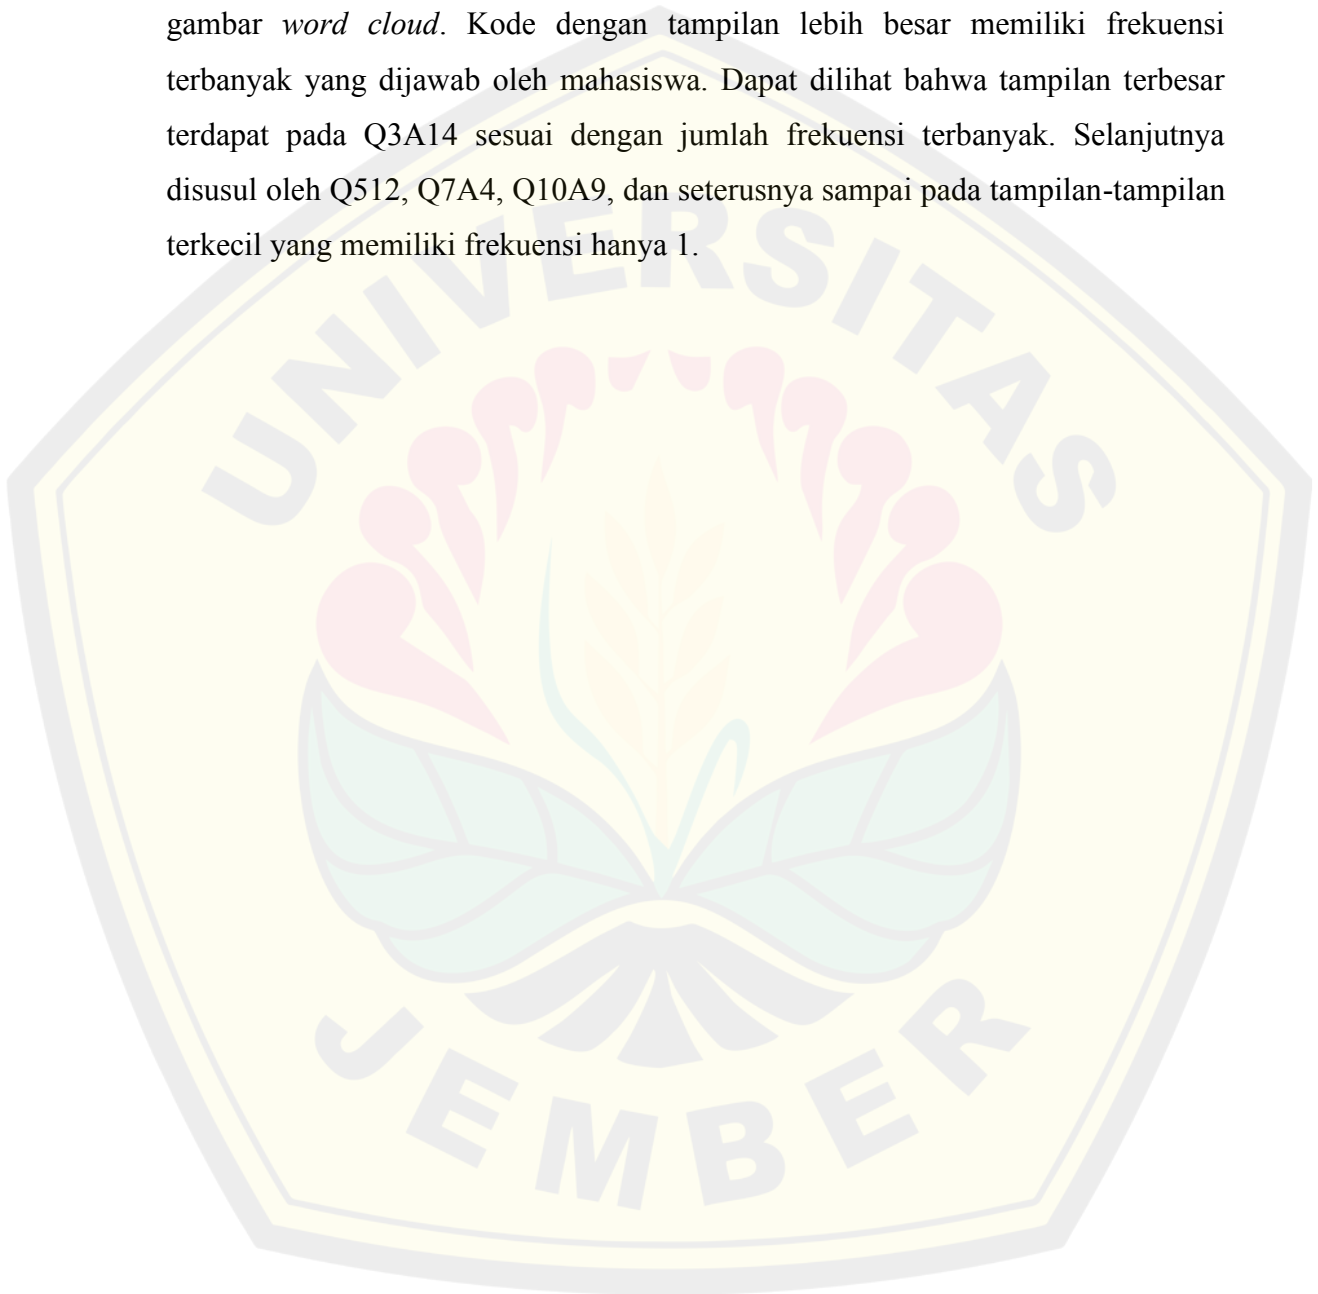 gambar word cloud. Kode dengan tampilan lebih besar memiliki frekuensi
terbanyak yang dijawab oleh mahasiswa. Dapat dilihat bahwa tampilan terbesar
terdapat pada Q3A14 sesuai dengan jumlah frekuensi terbanyak. Selanjutnya
disusul oleh Q512, Q7A4, Q10A9, dan seterusnya sampai pada tampilan-tampilan
terkecil yang memiliki frekuensi hanya 1.
UNIVERSITAS
JEMBER